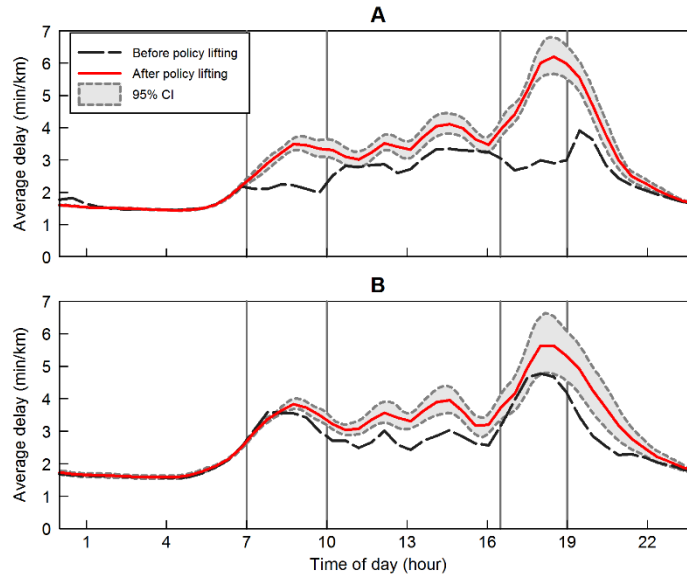 A
Average delay (min/km)
7
6
5
4
3
2
1
0
Before policy lifting
After policy lifting
95% CI
B
Average delay (min/km)
7
6
5
4
3
2
1
0
1 4 7 10 13 16 19 22
Time of day (hour)